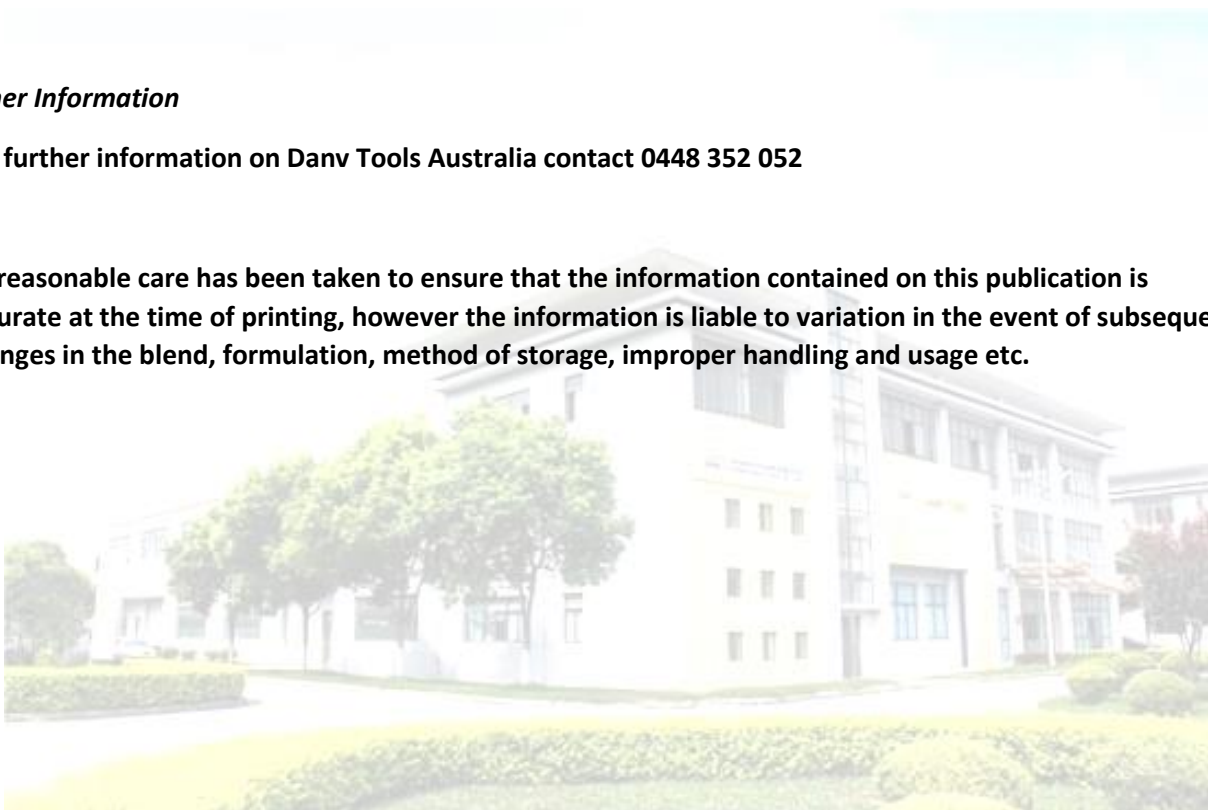 er Information
further information on Danv Tools Australia contact 0448 352 052
reasonable care has been taken to ensure that the information contained on this publication is
urate at the time of printing, however the information is liable to variation in the event of subseque
nges in the blend, formulation, method of storage, improper handling and usage etc.